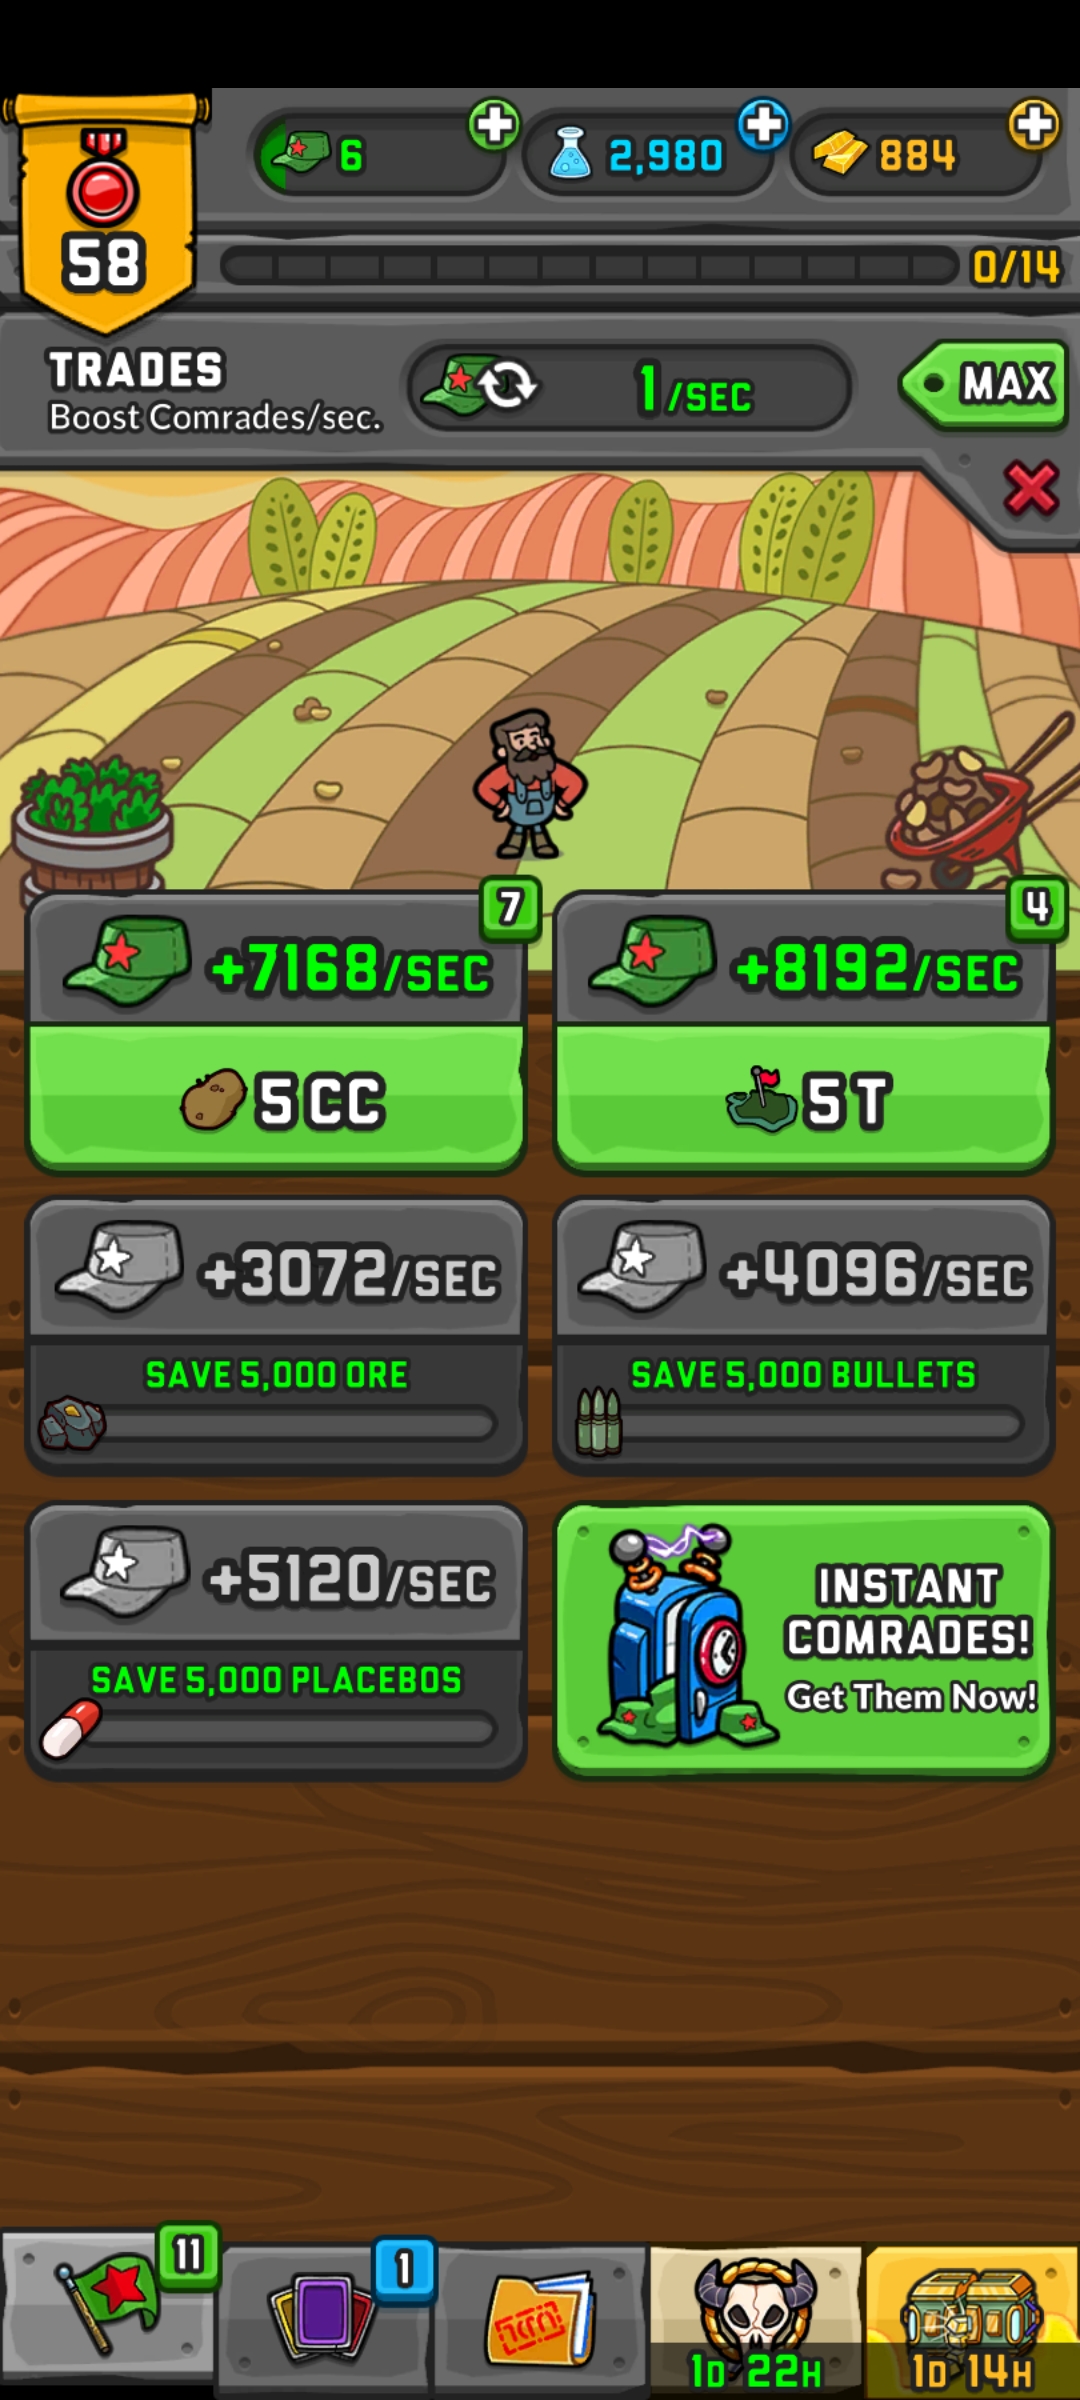 6
2,980
884
58
0/14
TRADES
Boost Comrades/sec.
1/SEC
MAX
7
+7168/SEC
5 CC
4
+8192/SEC
5 T
+3072/SEC
SAVE 5,000 ORE
+4096/SEC
SAVE 5,000 BULLETS
+5120/SEC
SAVE 5,000 PLACEBOS
INSTANT
COMRADES!
Get Them Now!
11
1
1D 22H
1D 14H